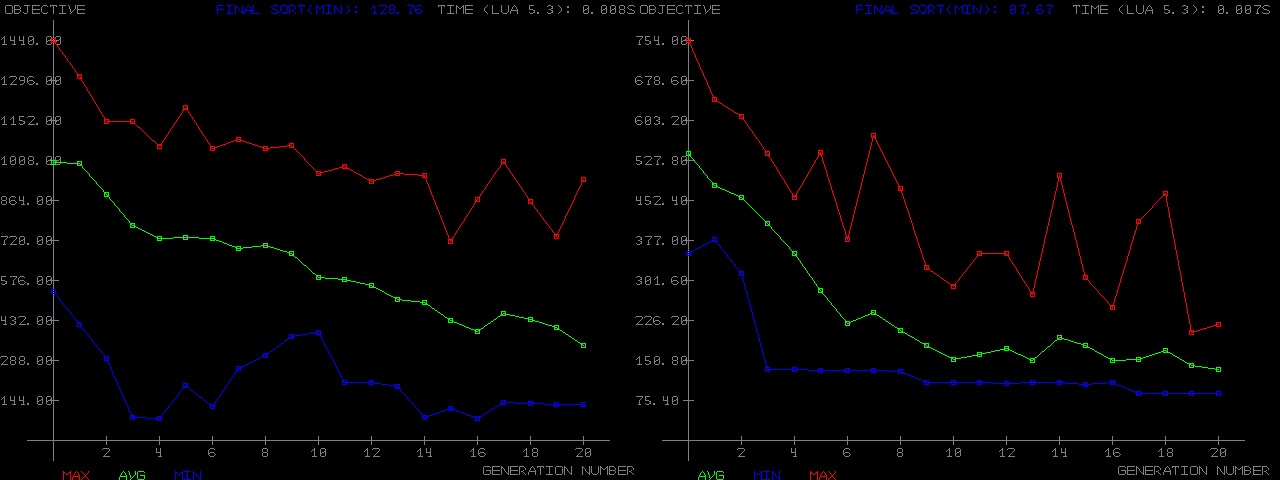 OBJECTIVE FINAL SQRT(MIN): 128.76 TIME (LUA 5.3): 0.008S
1440.00
1296.00
1152.00
1008.00
864.00
720.00
576.00
432.00
288.00
144.00
2 4 6 8 10 12 14 16 18 20
GENERATION NUMBER
MAX AVG MIN
OBJECTIVE FINAL SQRT(MIN): 87.67 TIME (LUA 5.3): 0.007S
754.00
678.60
603.20
527.80
452.40
377.00
301.60
226.20
150.80
75.40
2 4 6 8 10 12 14 16 18 20
GENERATION NUMBER
AVG MIN MAX